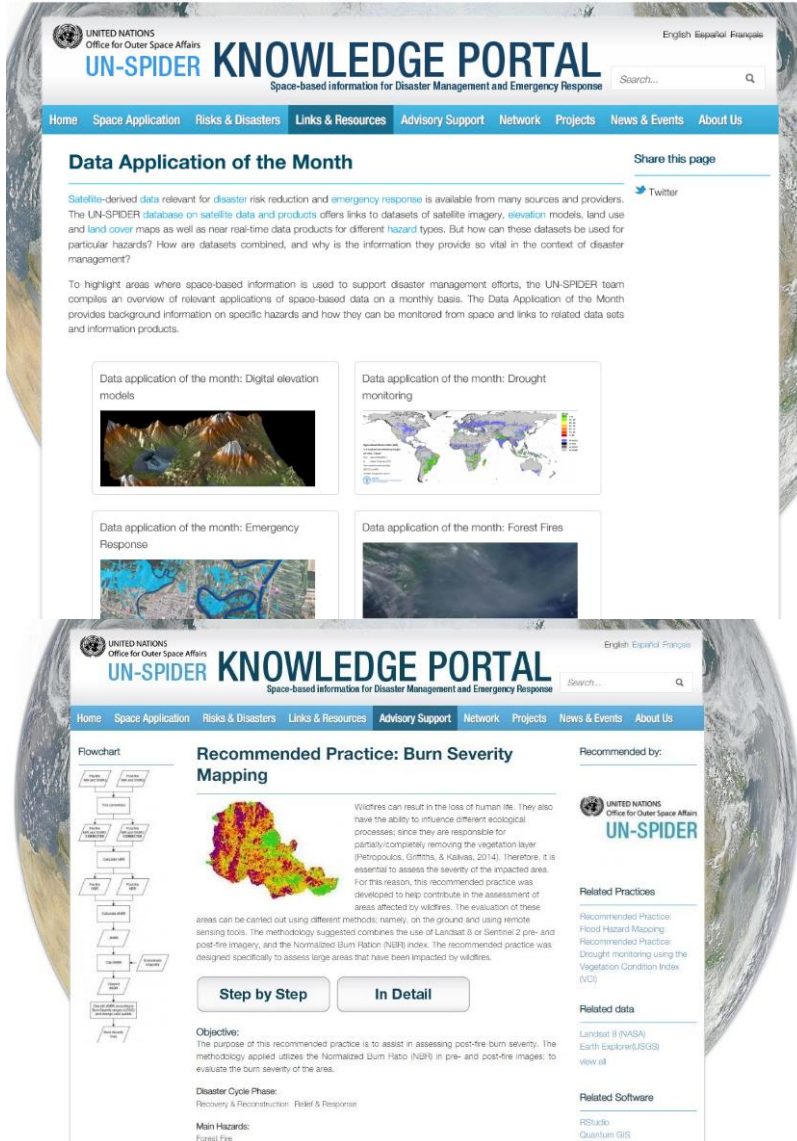 UNITED NATIONS
Office for Outer Space Affairs
UN-SPIDER
KNOWLEDGE PORTAL
Space-based information for Disaster Management and Emergency Response
English Español Français
Search...
Home Space Application Risks & Disasters Links & Resources Advisory Support Network Projects News & Events About Us
Data Application of the Month
Satellite-derived data relevant for disaster risk reduction and emergency response is available from many sources and providers.
The UN-SPIDER database on satellite data and products offers links to datasets of satellite imagery, elevation models, land use
and land cover maps as well as near real-time data products for different hazard types. But how can these datasets be used for
particular hazards? How are datasets combined, and why is the information they provide so vital in the context of disaster
management?
To highlight areas where space-based information is used to support disaster management efforts, the UN-SPIDER team
compiles an overview of relevant applications of space-based data on a monthly basis. The Data Application of the Month
provides background information on specific hazards and how they can be monitored from space and links to related data sets
and information products.
Share this page
Twitter
Data application of the month: Digital elevation
models
Data application of the month: Drought
monitoring
Data application of the month: Emergency
Response
Data application of the month: Forest Fires
UNITED NATIONS
Office for Outer Space Affairs
UN-SPIDER
KNOWLEDGE PORTAL
Space-based information for Disaster Management and Emergency Response
English Español Français
Search...
Home Space Application Risks & Disasters Links & Resources Advisory Support Network Projects News & Events About Us
Flowchart
Recommended Practice: Burn Severity
Mapping
Wildfires can result in the loss of human life. They also
have the ability to influence different ecological
processes; since they are responsible for
partially/completely removing the vegetation layer
(Petropoulos, Griffiths, & Kalivas, 2014). Therefore, it is
essential to assess the severity of the impacted area.
For this reason, this recommended practice was
developed to help contribute in the assessment of
areas affected by wildfires. The evaluation of these
areas can be carried out using different methods; namely, on the ground and using remote
sensing tools. The methodology suggested combines the use of Landsat 8 or Sentinel 2 pre- and
post-fire imagery, and the Normalized Burn Ration (NBR) index. The recommended practice was
designed specifically to assess large areas that have been impacted by wildfires.
Step by Step
In Detail
Objective:
The purpose of this recommended practice is to assist in assessing post-fire burn severity. The
methodology applied utilizes the Normalized Burn Ratio (NBR) in pre- and post-fire images; to
evaluate the burn severity of the area.
Disaster Cycle Phase:
Recovery & Reconstruction Relief & Response
Main Hazards:
Forest Fire
Recommended by:
UNITED NATIONS
Office for Outer Space Affairs
UN-SPIDER
Related Practices
Recommended Practice:
Flood Hazard Mapping
Recommended Practice:
Drought monitoring using the
Vegetation Condition Index
(VCI)
Related data
Landsat 8 (NASA)
Earth Explorer(USGS)
view all
Related Software
RStudio
Quantum GIS